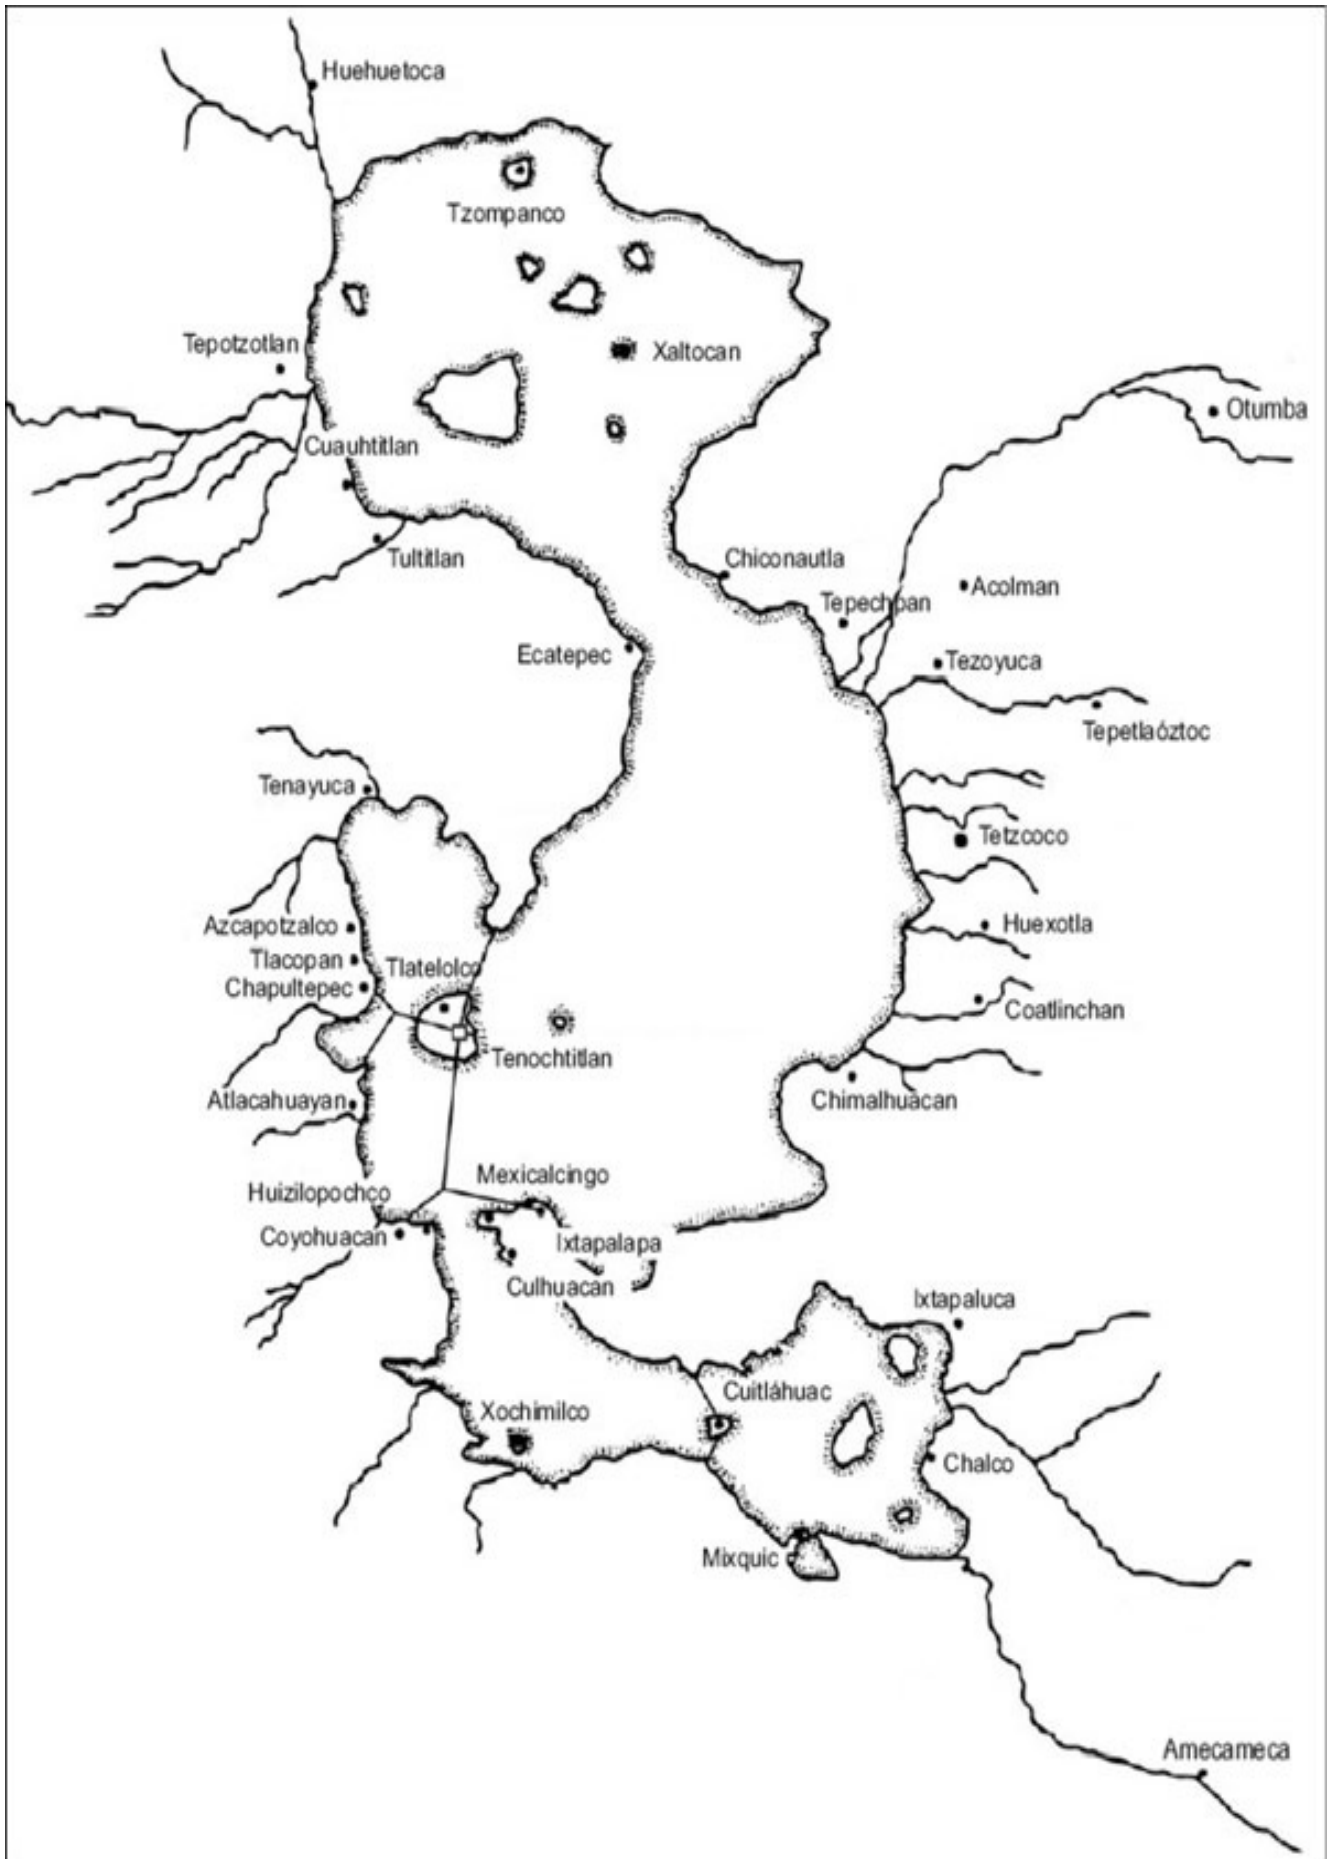 Huehuetoca
Tzompanco
Tepotzotlan
Xaltocan
Otumba
Cuauhtitlan
Tultitlan
Chiconautla
Acolman
Tepechpan
Ecatepec
Tezoyuca
Tepetlaóztoc
Tenayuca
Tetzcoco
Azcapotzalco
Huexotla
Tlacopan
Tlatelolco
Chapultepec
Coatlinchan
Tenochtitlan
Atlacahuayan
Chimalhuacan
Mexicalcingo
Huizilopochco
Coyohuacan
Ixtapalapa
Culhuacan
Ixtapaluca
Cuitláhuac
Xochimilco
Chalco
Mixquic
Amecameca